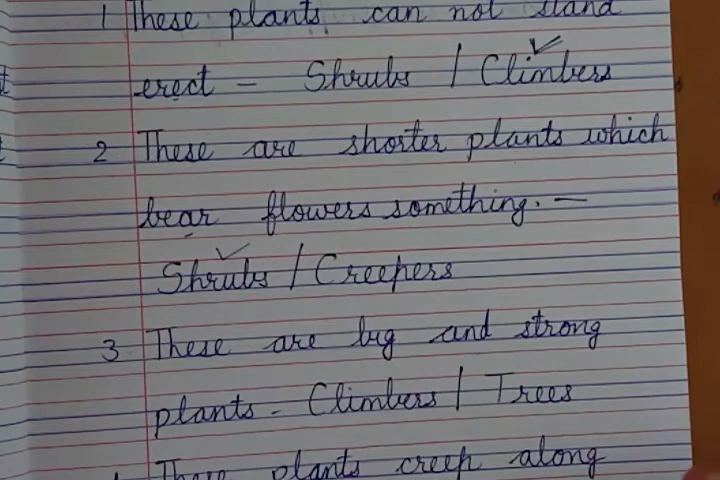 1 These plants can not stand
erect - Shrubs / Climbers
2 These are shorter plants which
bear flowers something. -
Shrubs / Creepers
3 These are big and strong
plants - Climbers / Trees
These plants creep along